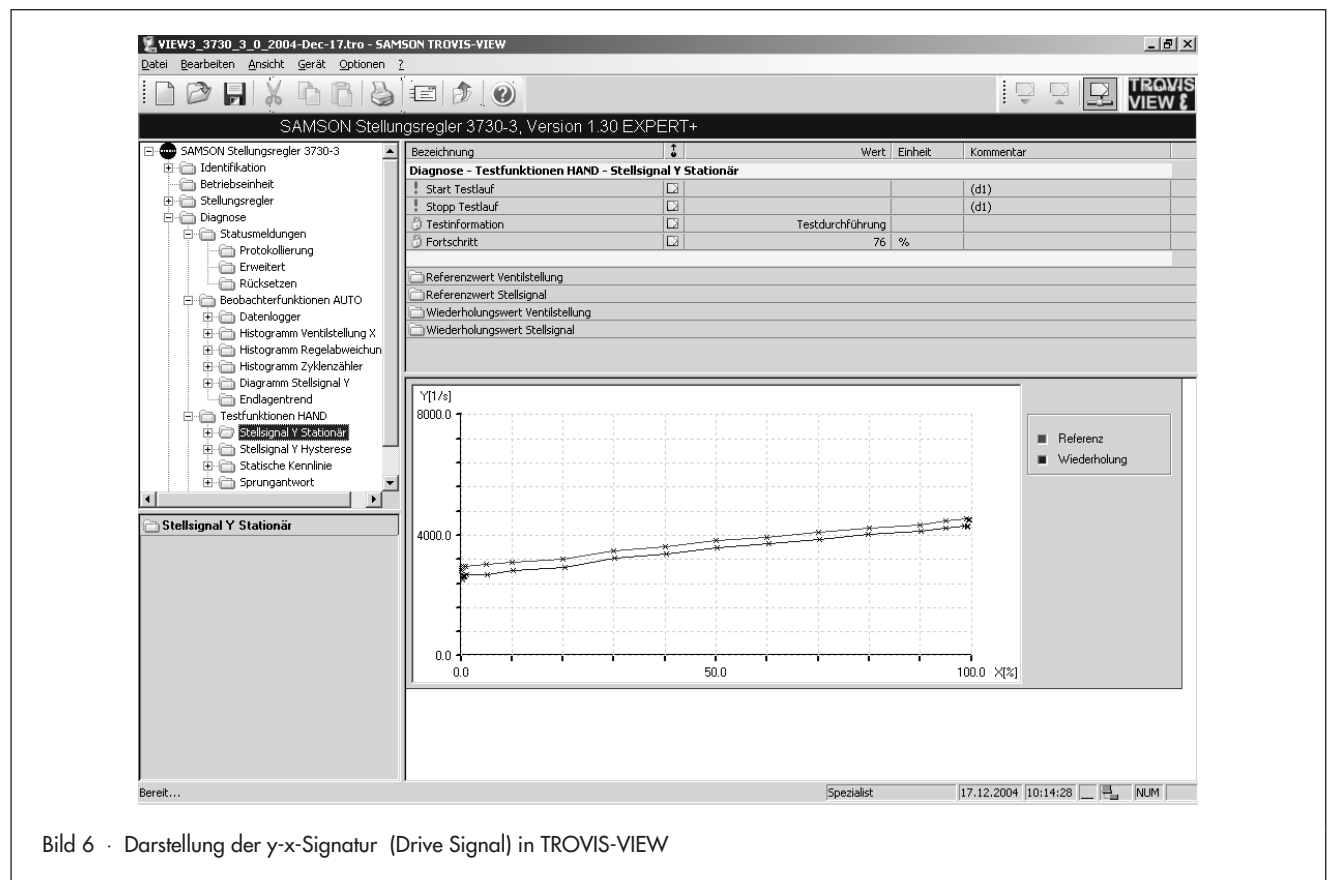 VIEW3_3730_3_0_2004-Dec-17.tro - SAMSON TROVIS-VIEW
Datei Bearbeiten Ansicht Gerät Optionen ?
TROVIS
VIEW
SAMSON Stellungsregler 3730-3, Version 1.30 EXPERT+
SAMSON Stellungsregler 3730-3
Identifikation
Betriebseinheit
Stellungsregler
Diagnose
Statusmeldungen
Protokollierung
Erweitert
Rücksetzen
Beobachterfunktionen AUTO
Datenlogger
Histogramm Ventilstellung X
Histogramm Regelabweichun
Histogramm Zyklenzähler
Diagramm Stellsignal Y
Endlagentrend
Testfunktionen HAND
Stellsignal Y Stationär
Stellsignal Y Hysterese
Statische Kennlinie
Sprungantwort
Stellsignal Y Stationär
Bezeichnung Wert Einheit Kommentar
Diagnose - Testfunktionen HAND - Stellsignal Y Stationär
Start Testlauf (d1)
Stopp Testlauf (d1)
Testinformation Testdurchführung
Fortschritt 76 %
Referenzwert Ventilstellung
Referenzwert Stellsignal
Wiederholungswert Ventilstellung
Wiederholungswert Stellsignal
Y[1/s]
8000.0
4000.0
0.0
0.0 50.0 100.0 X[%]
Referenz
Wiederholung
Bereit... Spezialist 17.12.2004 10:14:28 NUM
Bild 6 · Darstellung der y-x-Signatur (Drive Signal) in TROVIS-VIEW